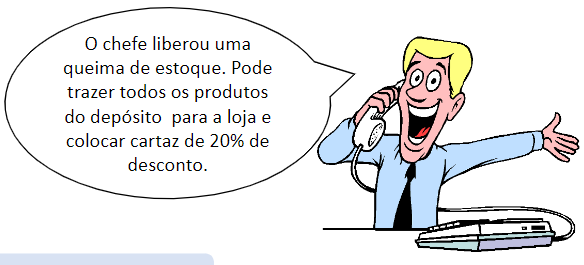 O chefe liberou uma
queima de estoque. Pode
trazer todos os produtos
do depósito para a loja e
colocar cartaz de 20% de
desconto.